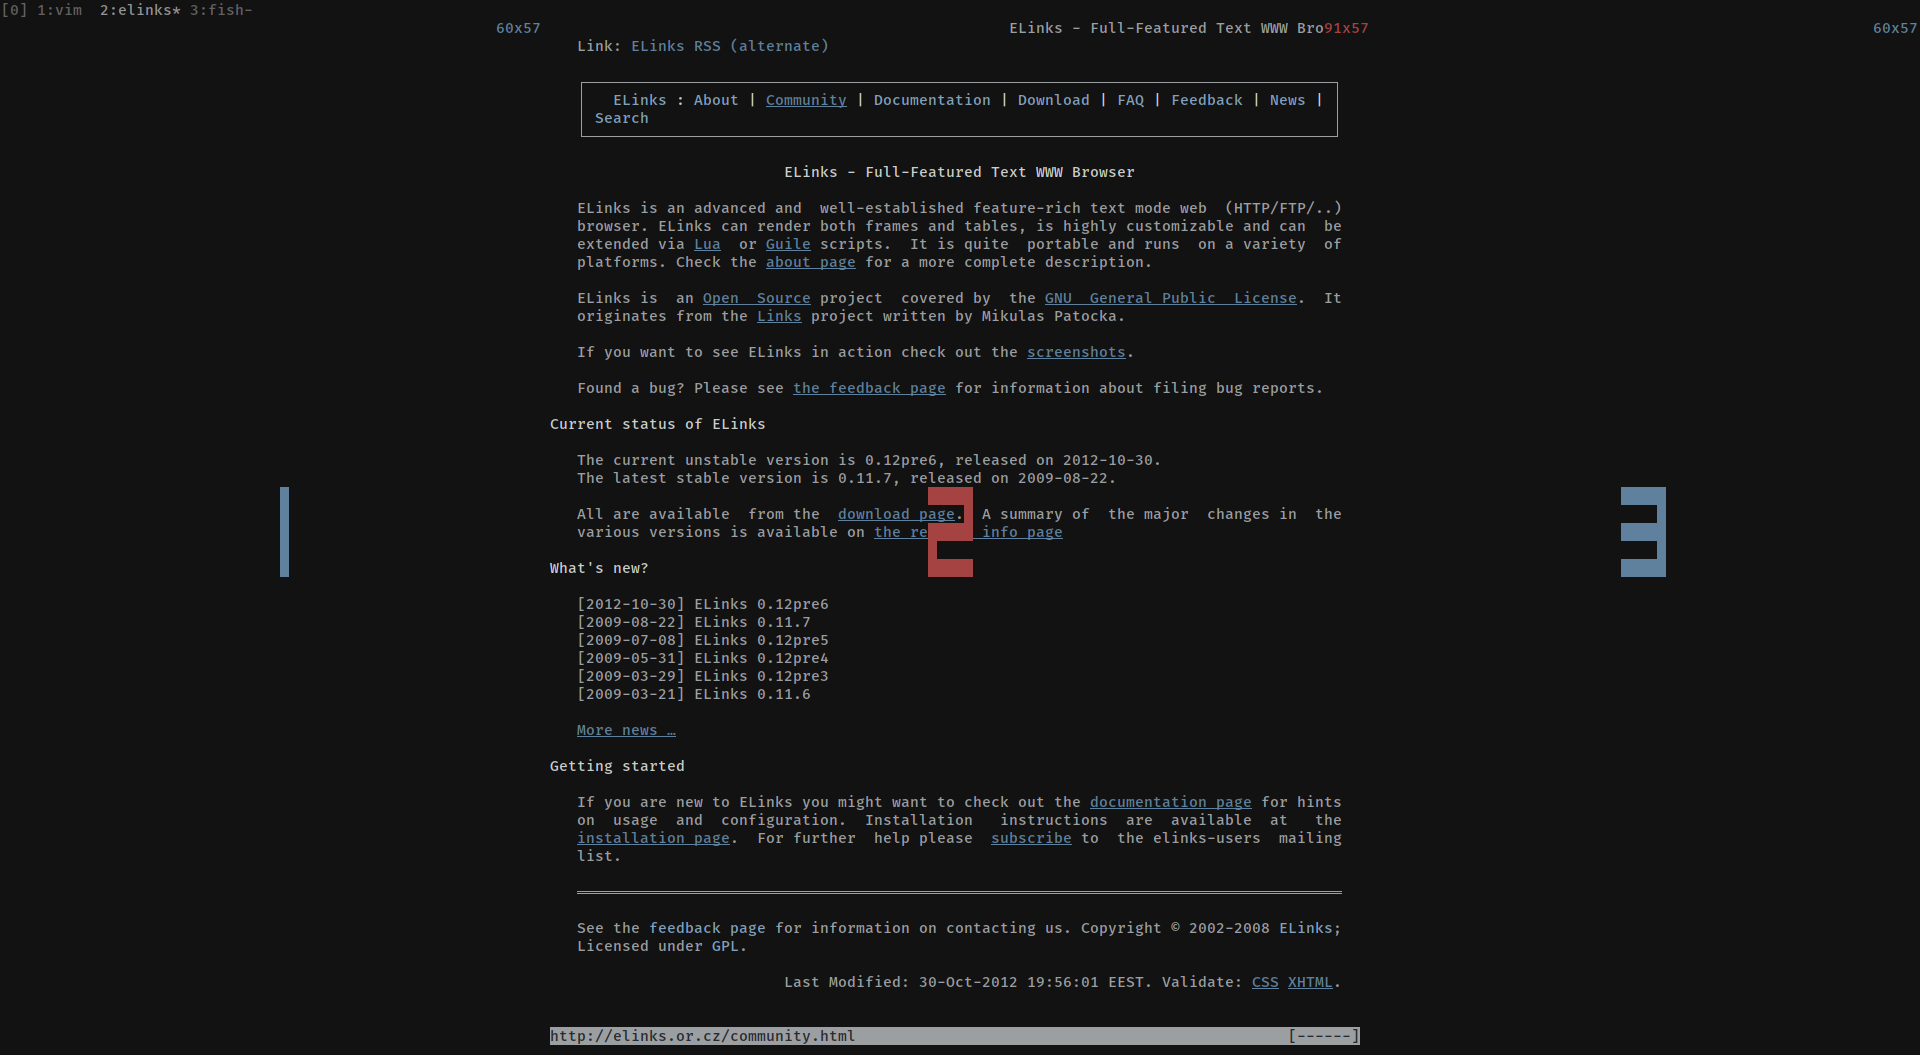 [0] 1:vim  2:elinks* 3:fish-
60x57 ELinks - Full-Featured Text WWW Bro91x57 60x57
Link: ELinks RSS (alternate)
ELinks : About | Community | Documentation | Download | FAQ | Feedback | News |
Search
ELinks - Full-Featured Text WWW Browser
ELinks is an advanced and  well-established feature-rich text mode web  (HTTP/FTP/..)
browser. ELinks can render both frames and tables, is highly customizable and can  be
extended via Lua  or Guile scripts.  It is quite  portable and runs  on a variety  of
platforms. Check the about page for a more complete description.
ELinks is  an Open  Source project  covered by  the GNU  General Public  License.  It
originates from the Links project written by Mikulas Patocka.
If you want to see ELinks in action check out the screenshots.
Found a bug? Please see the feedback page for information about filing bug reports.
Current status of ELinks
The current unstable version is 0.12pre6, released on 2012-10-30.
The latest stable version is 0.11.7, released on 2009-08-22.
1 2 3
All are available  from the  download page.  A summary of  the major  changes in  the
various versions is available on the re info page
What's new?
[2012-10-30] ELinks 0.12pre6
[2009-08-22] ELinks 0.11.7
[2009-07-08] ELinks 0.12pre5
[2009-05-31] ELinks 0.12pre4
[2009-03-29] ELinks 0.12pre3
[2009-03-21] ELinks 0.11.6
More news …
Getting started
If you are new to ELinks you might want to check out the documentation page for hints
on  usage  and  configuration.  Installation   instructions  are  available  at   the
installation page.  For further  help please  subscribe to  the elinks-users  mailing
list.
See the feedback page for information on contacting us. Copyright © 2002-2008 ELinks;
Licensed under GPL.
Last Modified: 30-Oct-2012 19:56:01 EEST. Validate: CSS XHTML.
http://elinks.or.cz/community.html [------]